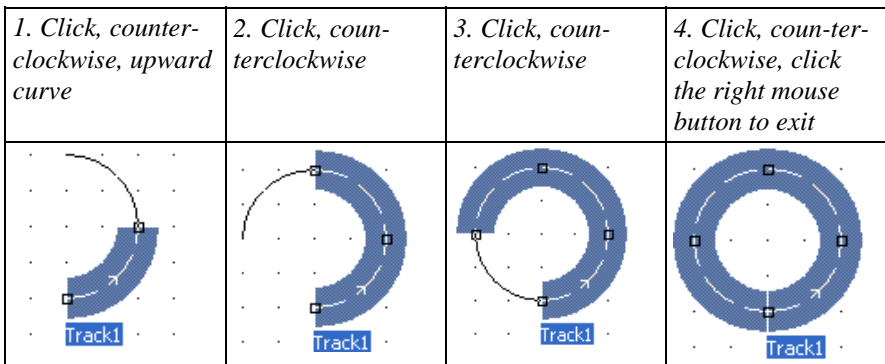 1. Click, counter-
clockwise, upward
curve
2. Click, coun-
terclockwise
3. Click, coun-
terclockwise
4. Click, coun-ter-
clockwise, click
the right mouse
button to exit
Track1
Track1
Track1
Track1